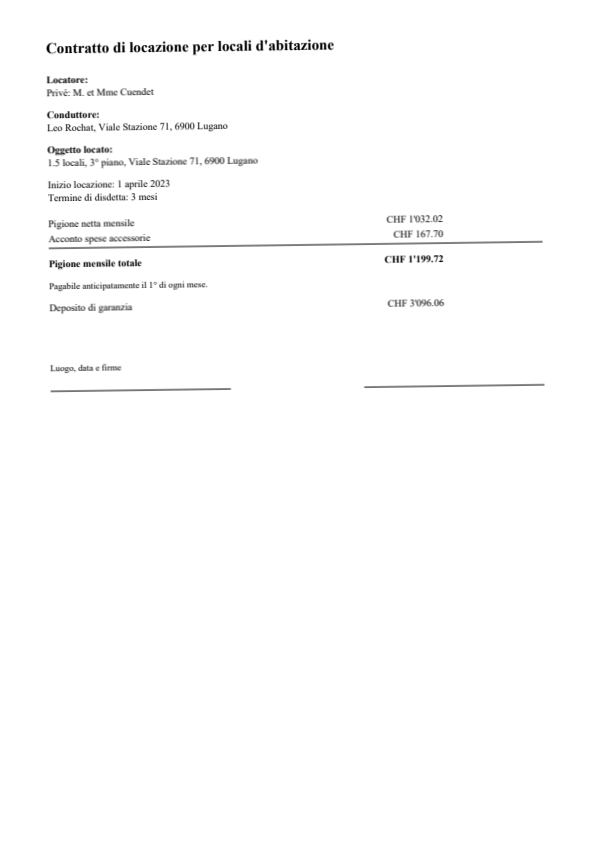 Contratto di locazione per locali d'abitazione
Locatore:
Privé: M. et Mme Cuendet
Conduttore:
Leo Rochat, Viale Stazione 71, 6900 Lugano
Oggetto locato:
1.5 locali, 3° piano, Viale Stazione 71, 6900 Lugano
Inizio locazione: 1 aprile 2023
Termine di disdetta: 3 mesi
Pigione netta mensile CHF 1'032.02
Acconto spese accessorie CHF 167.70
Pigione mensile totale CHF 1'199.72
Pagabile anticipatamente il 1° di ogni mese.
Deposito di garanzia CHF 3'096.06
Luogo, data e firme